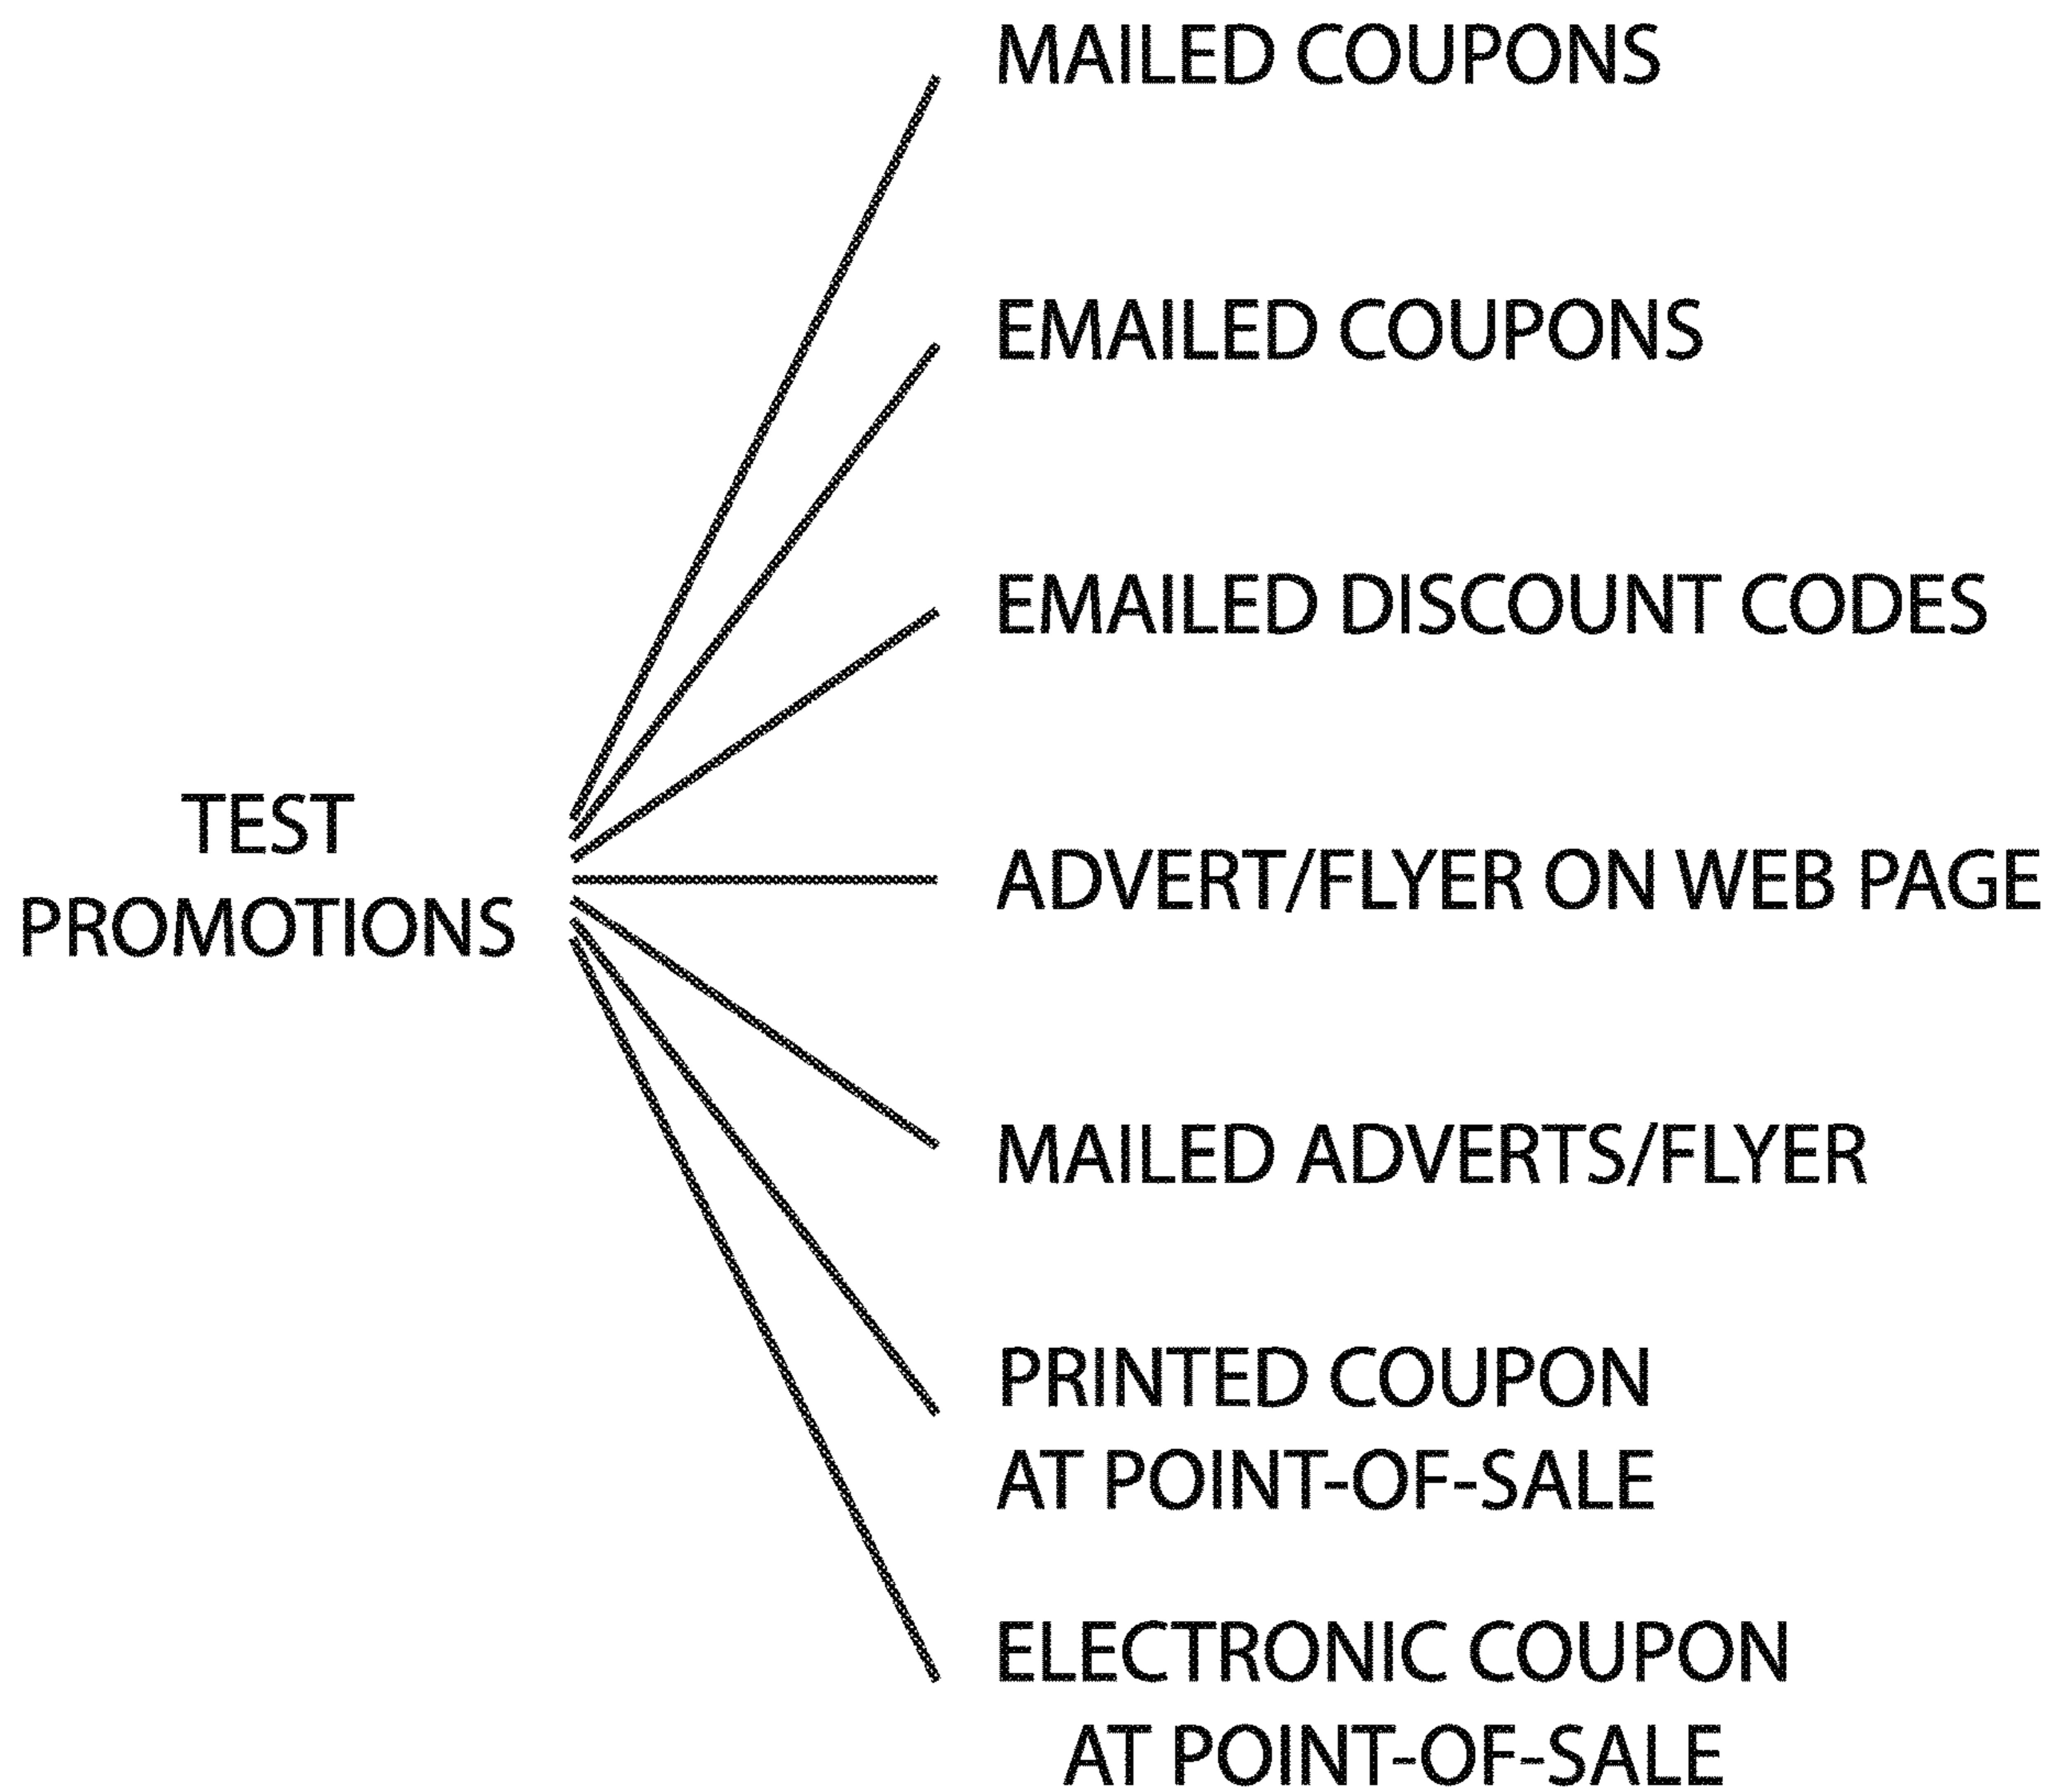 MAILED COUPONS
EMAILED COUPONS
EMAILED DISCOUNT CODES
TEST
PROMOTIONS
ADVERT/FLYER ON WEB PAGE
MAILED ADVERTS/FLYER
PRINTED COUPON
AT POINT-OF-SALE
ELECTRONIC COUPON
AT POINT-OF-SALE